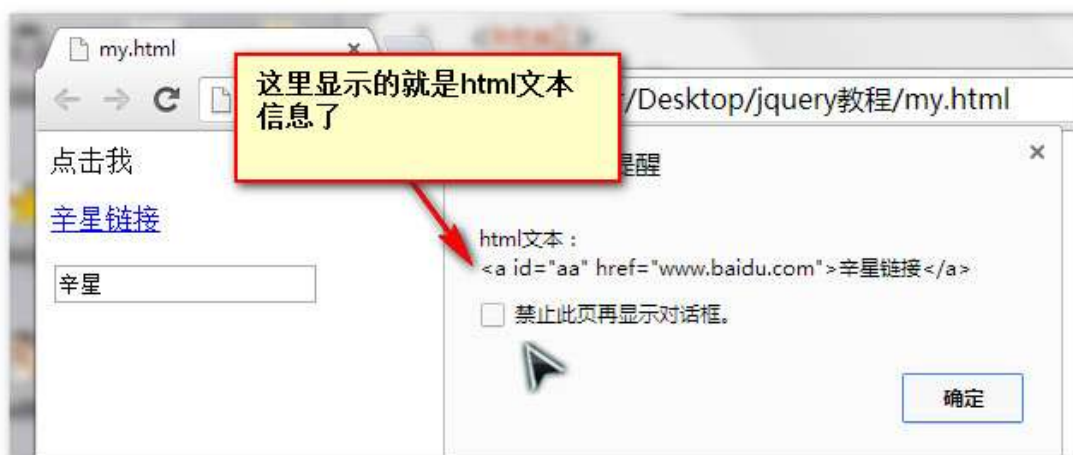 my.html
这里显示的就是html文本
信息了
/Desktop/jquery教程/my.html
点击我
提醒
辛星链接
html文本：
<a id="aa" href="www.baidu.com">辛星链接</a>
辛星
禁止此页再显示对话框。
确定